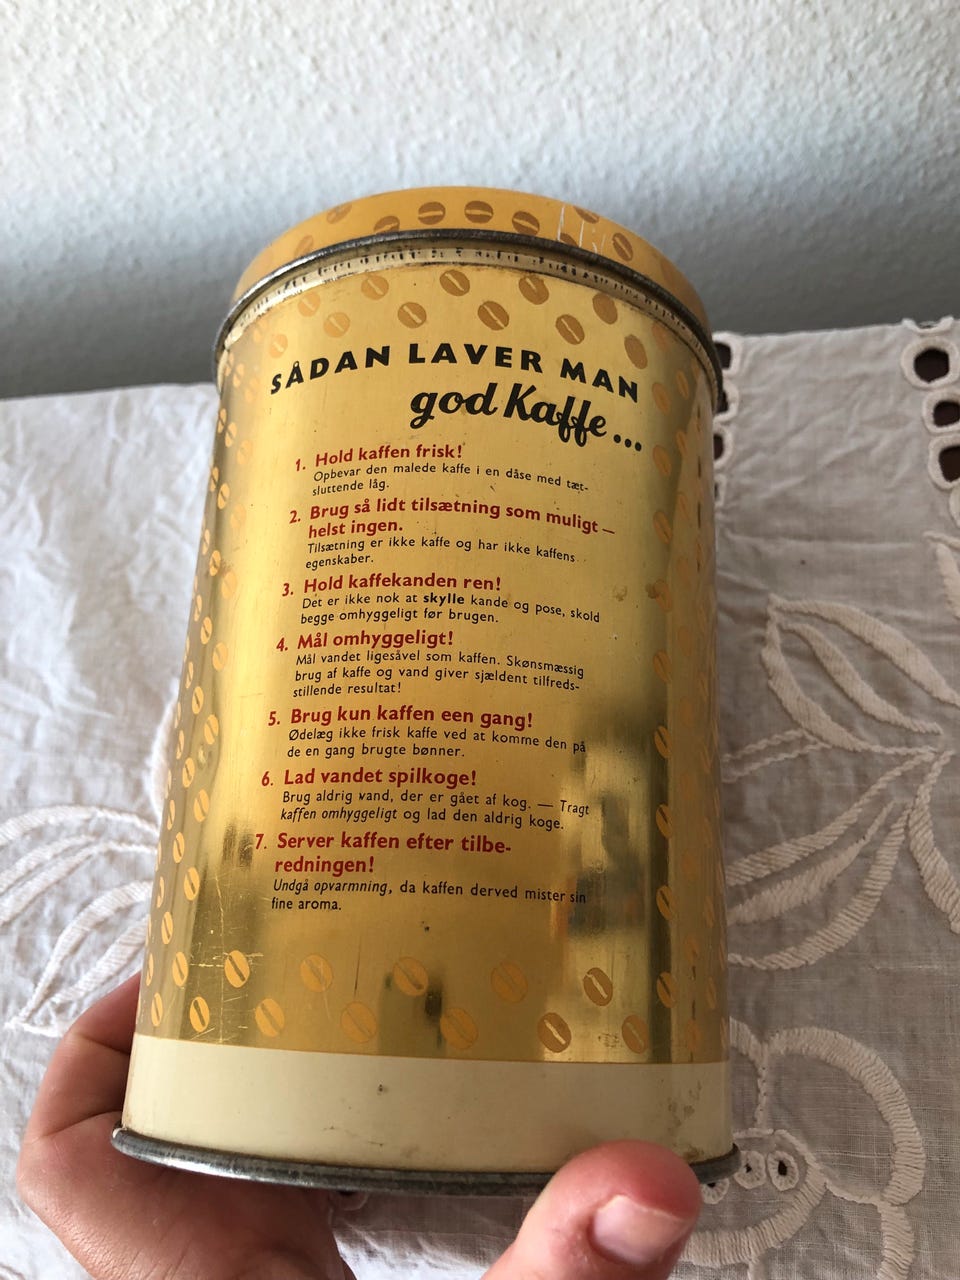 SÅDAN LAVER MAN
god Kaffe...
1. Hold kaffen frisk!
Opbevar den malede kaffe i en dåse med tæt-
sluttende låg.
2. Brug så lidt tilsætning som muligt —
helst ingen.
Tilsætning er ikke kaffe og har ikke kaffens
egenskaber.
3. Hold kaffekanden ren!
Det er ikke nok at skylle kande og pose, skold
begge omhyggeligt før brugen.
4. Mål omhyggeligt!
Mål vandet ligesåvel som kaffen. Skønsmæssig
brug af kaffe og vand giver sjældent tilfreds-
stillende resultat!
5. Brug kun kaffen een gang!
Ødelæg ikke frisk kaffe ved at komme den på
de en gang brugte bønner.
6. Lad vandet spilkoge!
Brug aldrig vand, der er gået af kog. — Tragt
kaffen omhyggeligt og lad den aldrig koge.
7. Server kaffen efter tilbe-
redningen!
Undgå opvarmning, da kaffen derved mister sin
fine aroma.